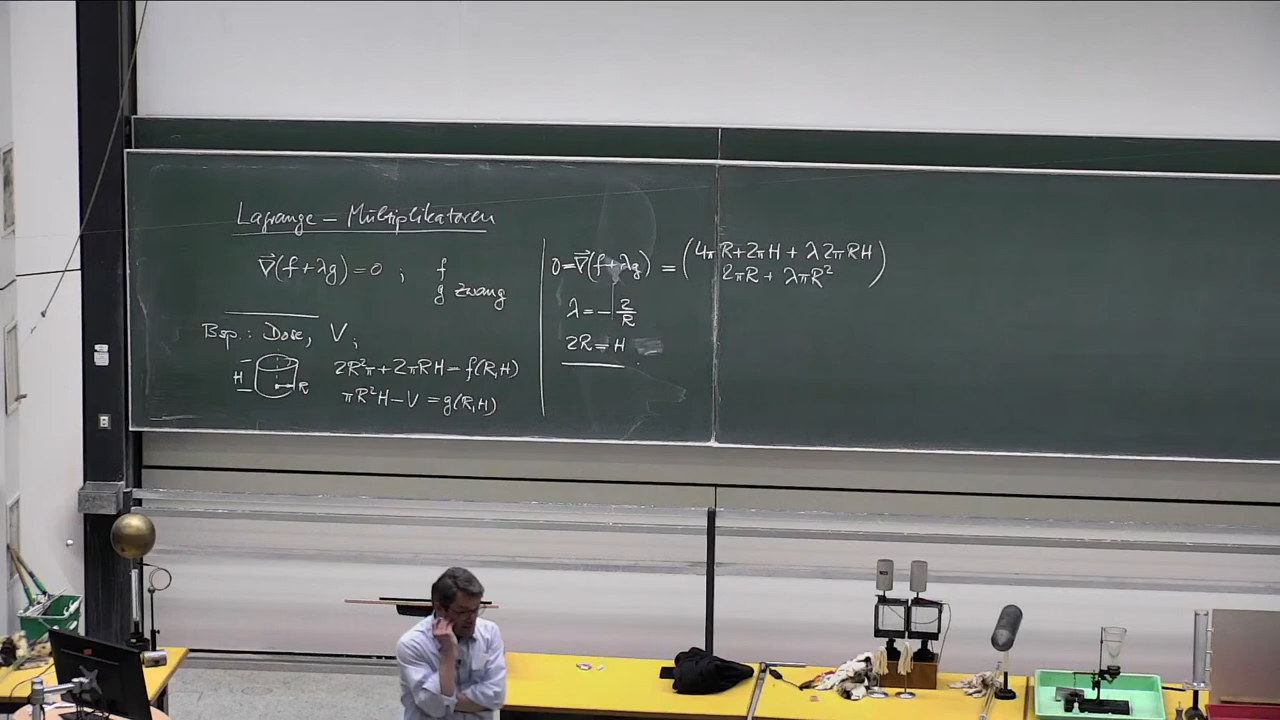 Lagrange – Multiplikatoren
∇⃗(f+λg)=0 ; f
g Zwang
Bsp.: Dose, V,
H R
2R²π + 2πRH = f(R,H)
πR²H – V = g(R,H)
0 = ∇⃗(f+λg) = (4πR+2πH + λ2πRH
2πR + λπR²)
λ = – 2/R
2R = H